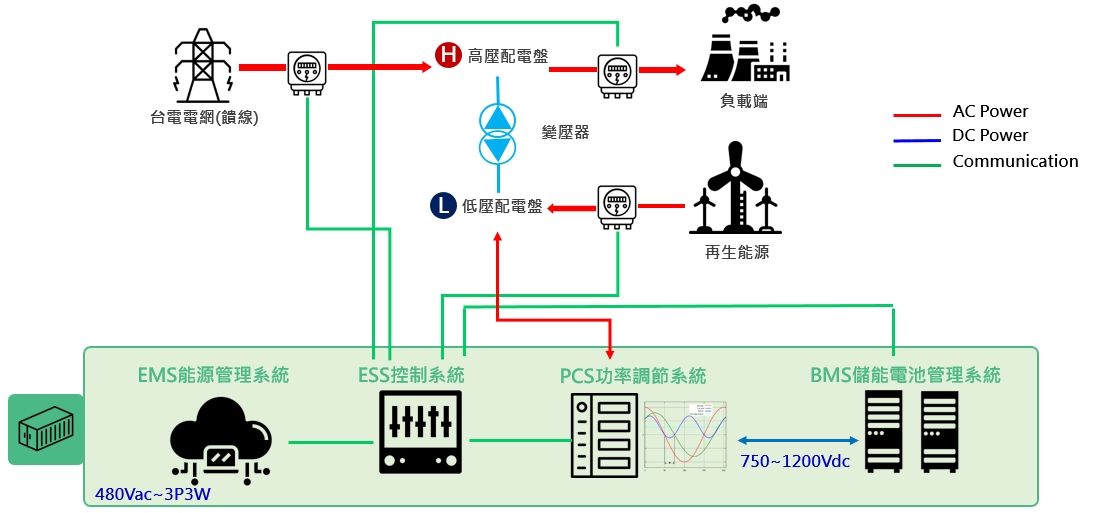 H 高壓配電盤
台電電網(饋線)
負載端
AC Power
DC Power
Communication
變壓器
L 低壓配電盤
再生能源
EMS能源管理系統
ESS控制系統
PCS功率調節系統
BMS儲能電池管理系統
750~1200Vdc
480Vac~3P3W